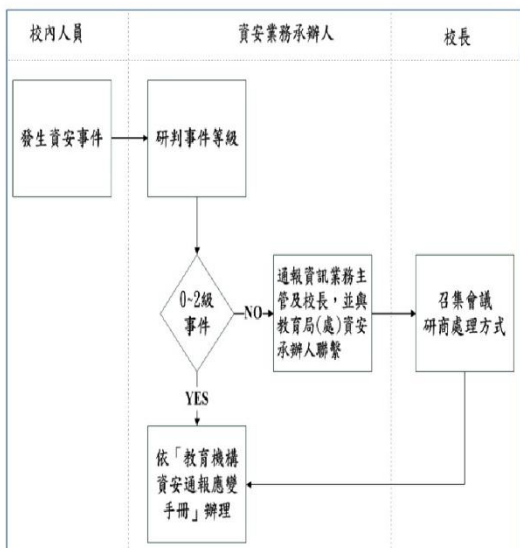 校內人員
資安業務承辦人
校長
發生資安事件
研判事件等級
0~2級
事件
NO
通報資訊業務主
管及校長，並與
教育局(處)資安
承辦人聯繫
召集會議
研商處理方式
YES
依「教育機構
資安通報應變
手冊」辦理